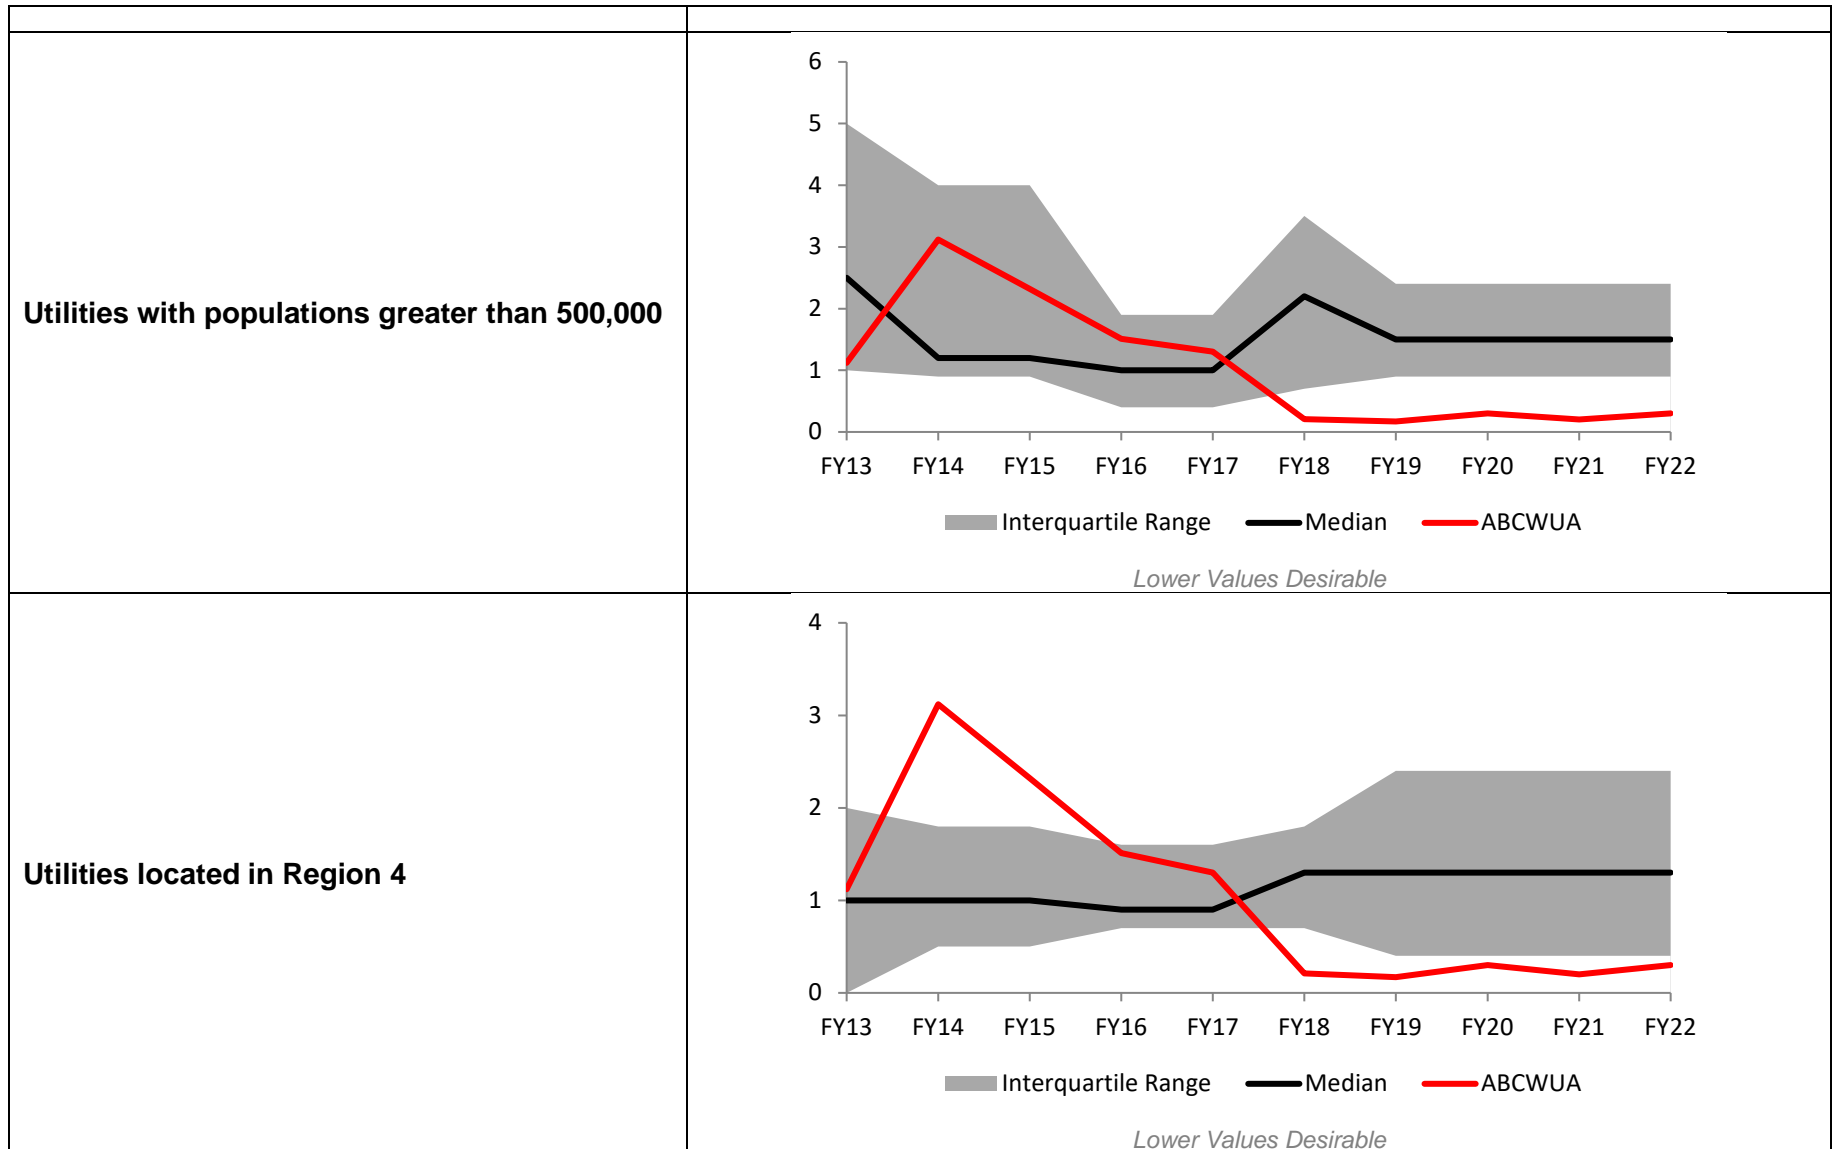 Utilities with populations greater than 500,000
6
5
4
3
2
1
0
FY13 FY14 FY15 FY16 FY17 FY18 FY19 FY20 FY21 FY22
Interquartile Range Median ABCWUA
Lower Values Desirable
Utilities located in Region 4
4
3
2
1
0
FY13 FY14 FY15 FY16 FY17 FY18 FY19 FY20 FY21 FY22
Interquartile Range Median ABCWUA
Lower Values Desirable